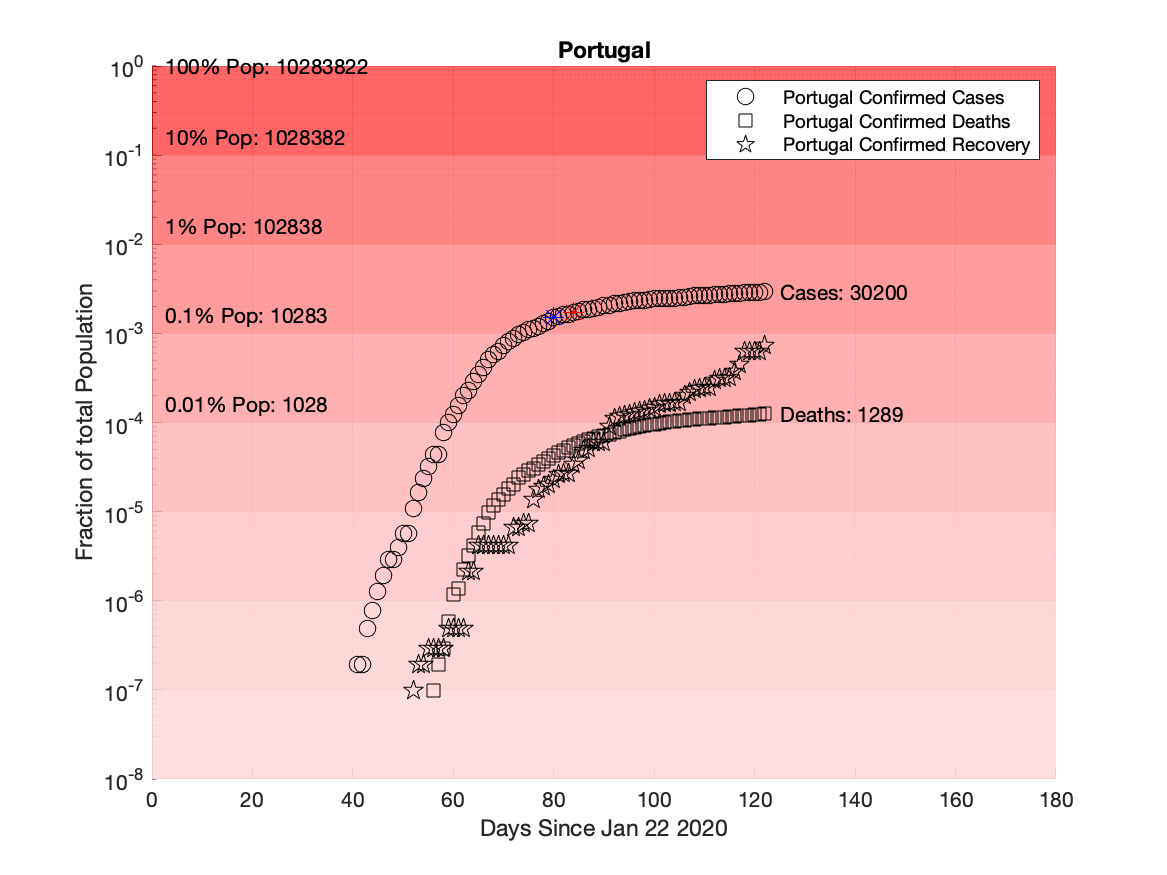 Portugal
10^0
100% Pop: 10283822
Portugal Confirmed Cases
Portugal Confirmed Deaths
Portugal Confirmed Recovery
10% Pop: 1028382
10^-1
1% Pop: 102838
10^-2
Cases: 30200
0.1% Pop: 10283
10^-3
0.01% Pop: 1028
Deaths: 1289
10^-4
10^-5
10^-6
10^-7
10^-8
Fraction of total Population
0 20 40 60 80 100 120 140 160 180
Days Since Jan 22 2020